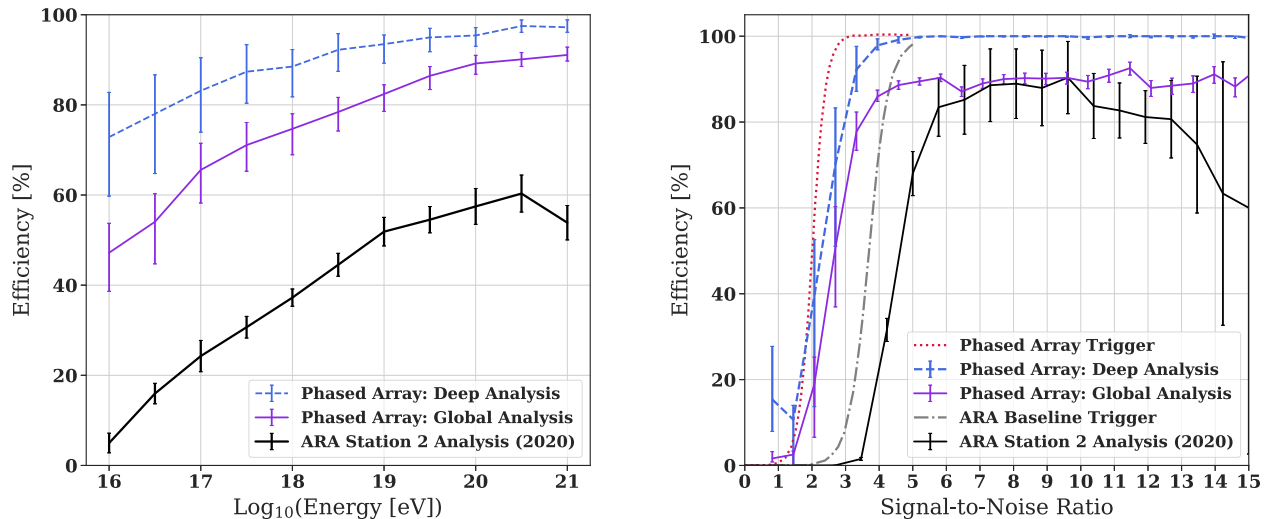 100
80
60
40
20
0
Efficiency [%]
16 17 18 19 20 21
Log₁₀(Energy [eV])
Phased Array: Deep Analysis
Phased Array: Global Analysis
ARA Station 2 Analysis (2020)
100
80
60
40
20
0
Efficiency [%]
0 1 2 3 4 5 6 7 8 9 10 11 12 13 14 15
Signal-to-Noise Ratio
Phased Array Trigger
Phased Array: Deep Analysis
Phased Array: Global Analysis
ARA Baseline Trigger
ARA Station 2 Analysis (2020)